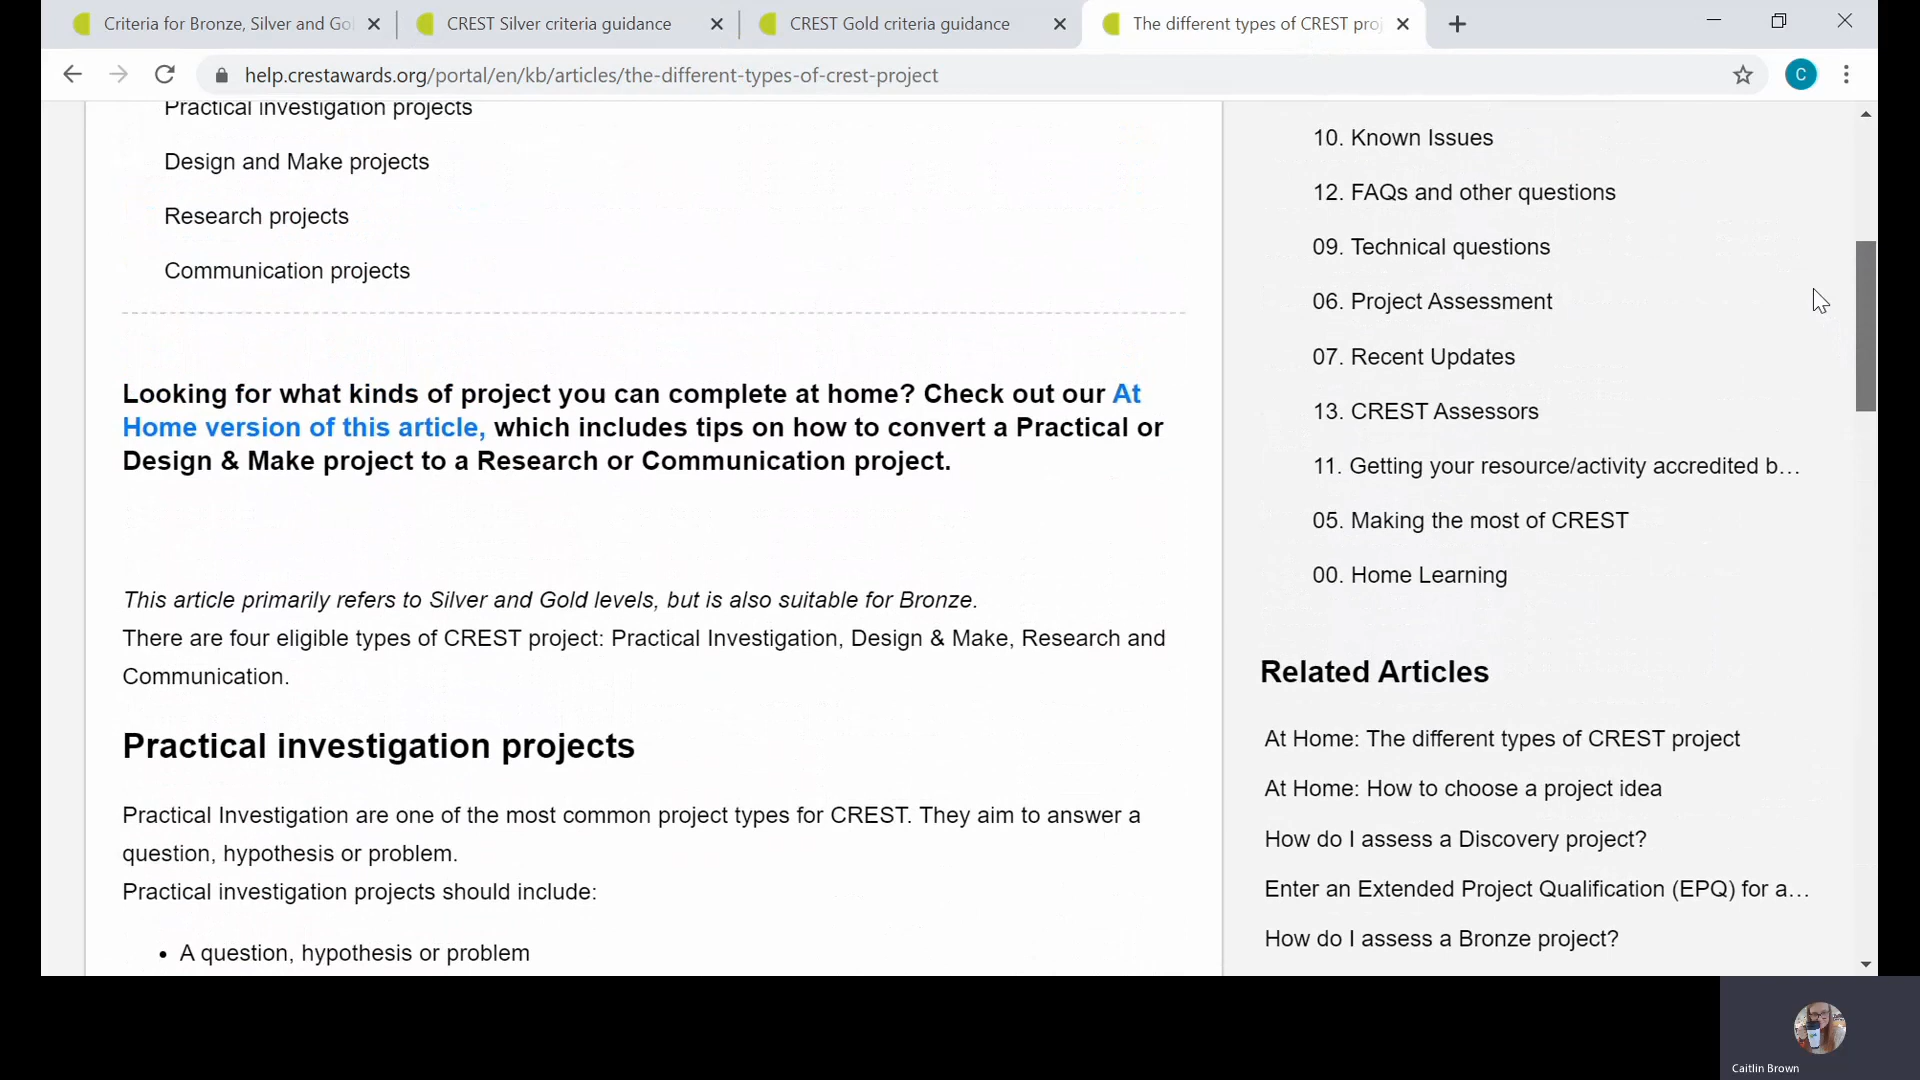 Criteria for Bronze, Silver and Gol
CREST Silver criteria guidance
CREST Gold criteria guidance
The different types of CREST proj
help.crestawards.org/portal/en/kb/articles/the-different-types-of-crest-project
C
Practical investigation projects
Design and Make projects
Research projects
Communication projects
Looking for what kinds of project you can complete at home? Check out our At
Home version of this article, which includes tips on how to convert a Practical or
Design & Make project to a Research or Communication project.
This article primarily refers to Silver and Gold levels, but is also suitable for Bronze.
There are four eligible types of CREST project: Practical Investigation, Design & Make, Research and
Communication.
Practical investigation projects
Practical Investigation are one of the most common project types for CREST. They aim to answer a
question, hypothesis or problem.
Practical investigation projects should include:
• A question, hypothesis or problem
10. Known Issues
12. FAQs and other questions
09. Technical questions
06. Project Assessment
07. Recent Updates
13. CREST Assessors
11. Getting your resource/activity accredited b...
05. Making the most of CREST
00. Home Learning
Related Articles
At Home: The different types of CREST project
At Home: How to choose a project idea
How do I assess a Discovery project?
Enter an Extended Project Qualification (EPQ) for a...
How do I assess a Bronze project?
Caitlin Brown